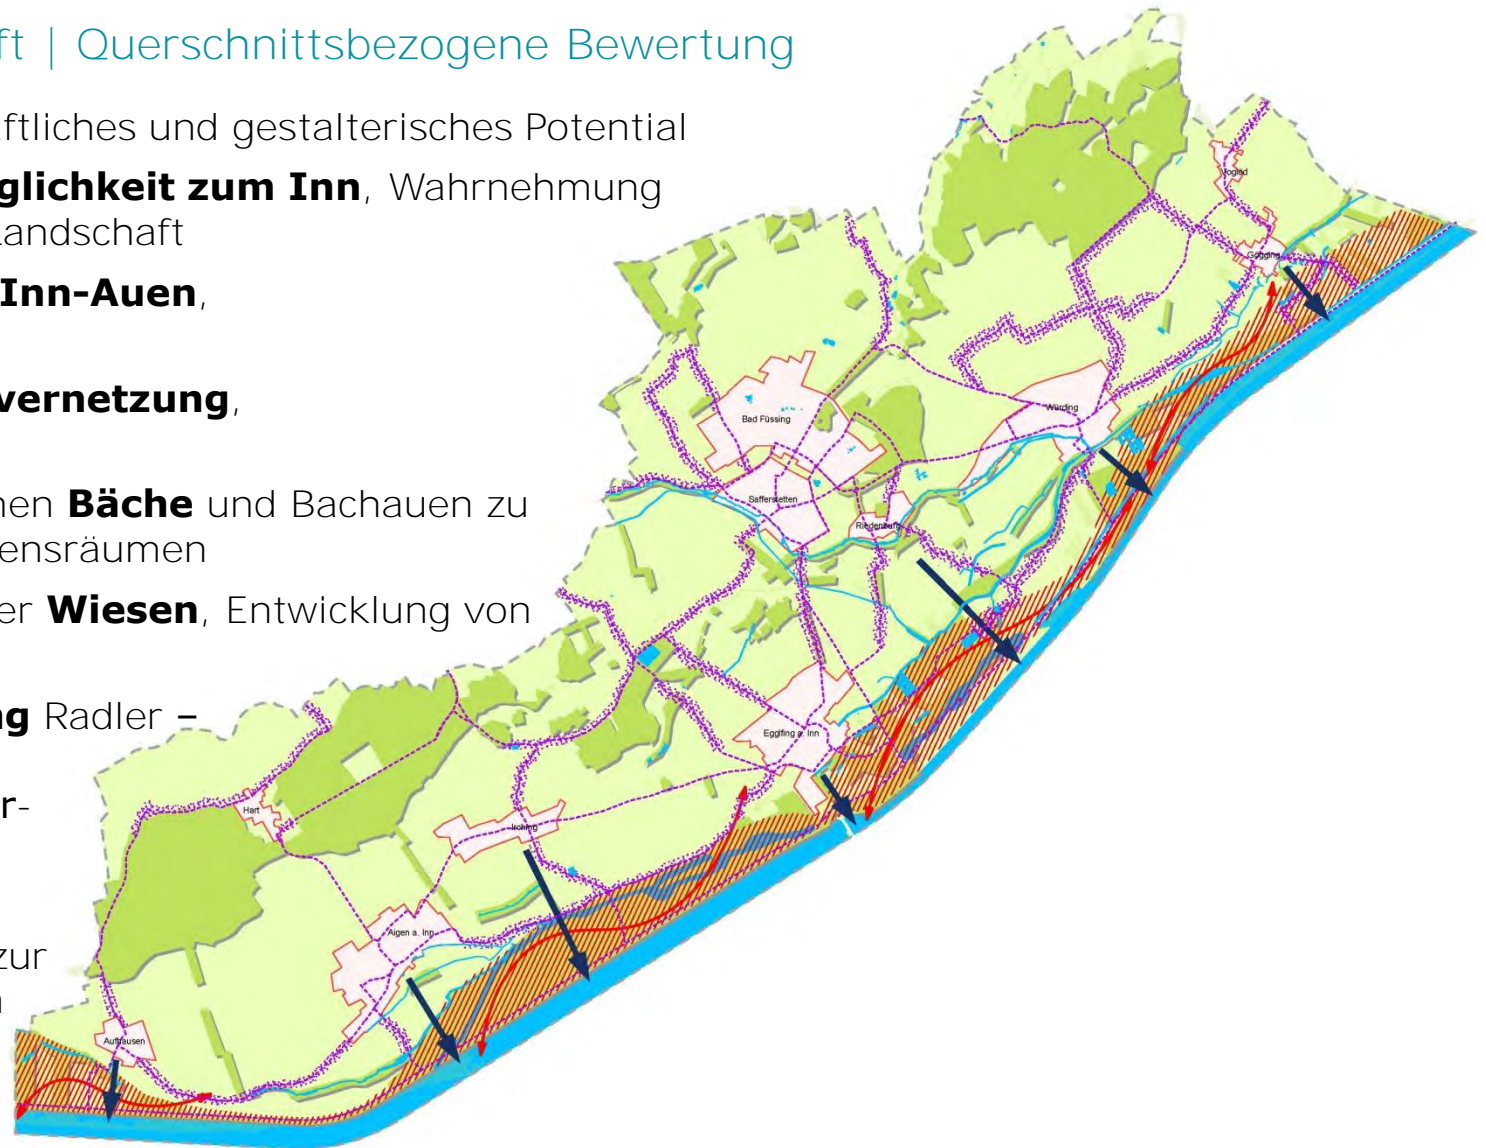 ft | Querschnittsbezogene Bewertung
ftliches und gestalterisches Potential
glichkeit zum Inn, Wahrnehmung
andschaft
Inn-Auen,
vernetzung,
nen Bäche und Bachauen zu
ensräumen
er Wiesen, Entwicklung von
ng Radler –
r-
zur
Voglöd
Gögging
Würding
Bad Füssing
Safferstetten
Riedenburg
Egglfing a. Inn
Hart
Irching
Aigen a. Inn
Aufhausen